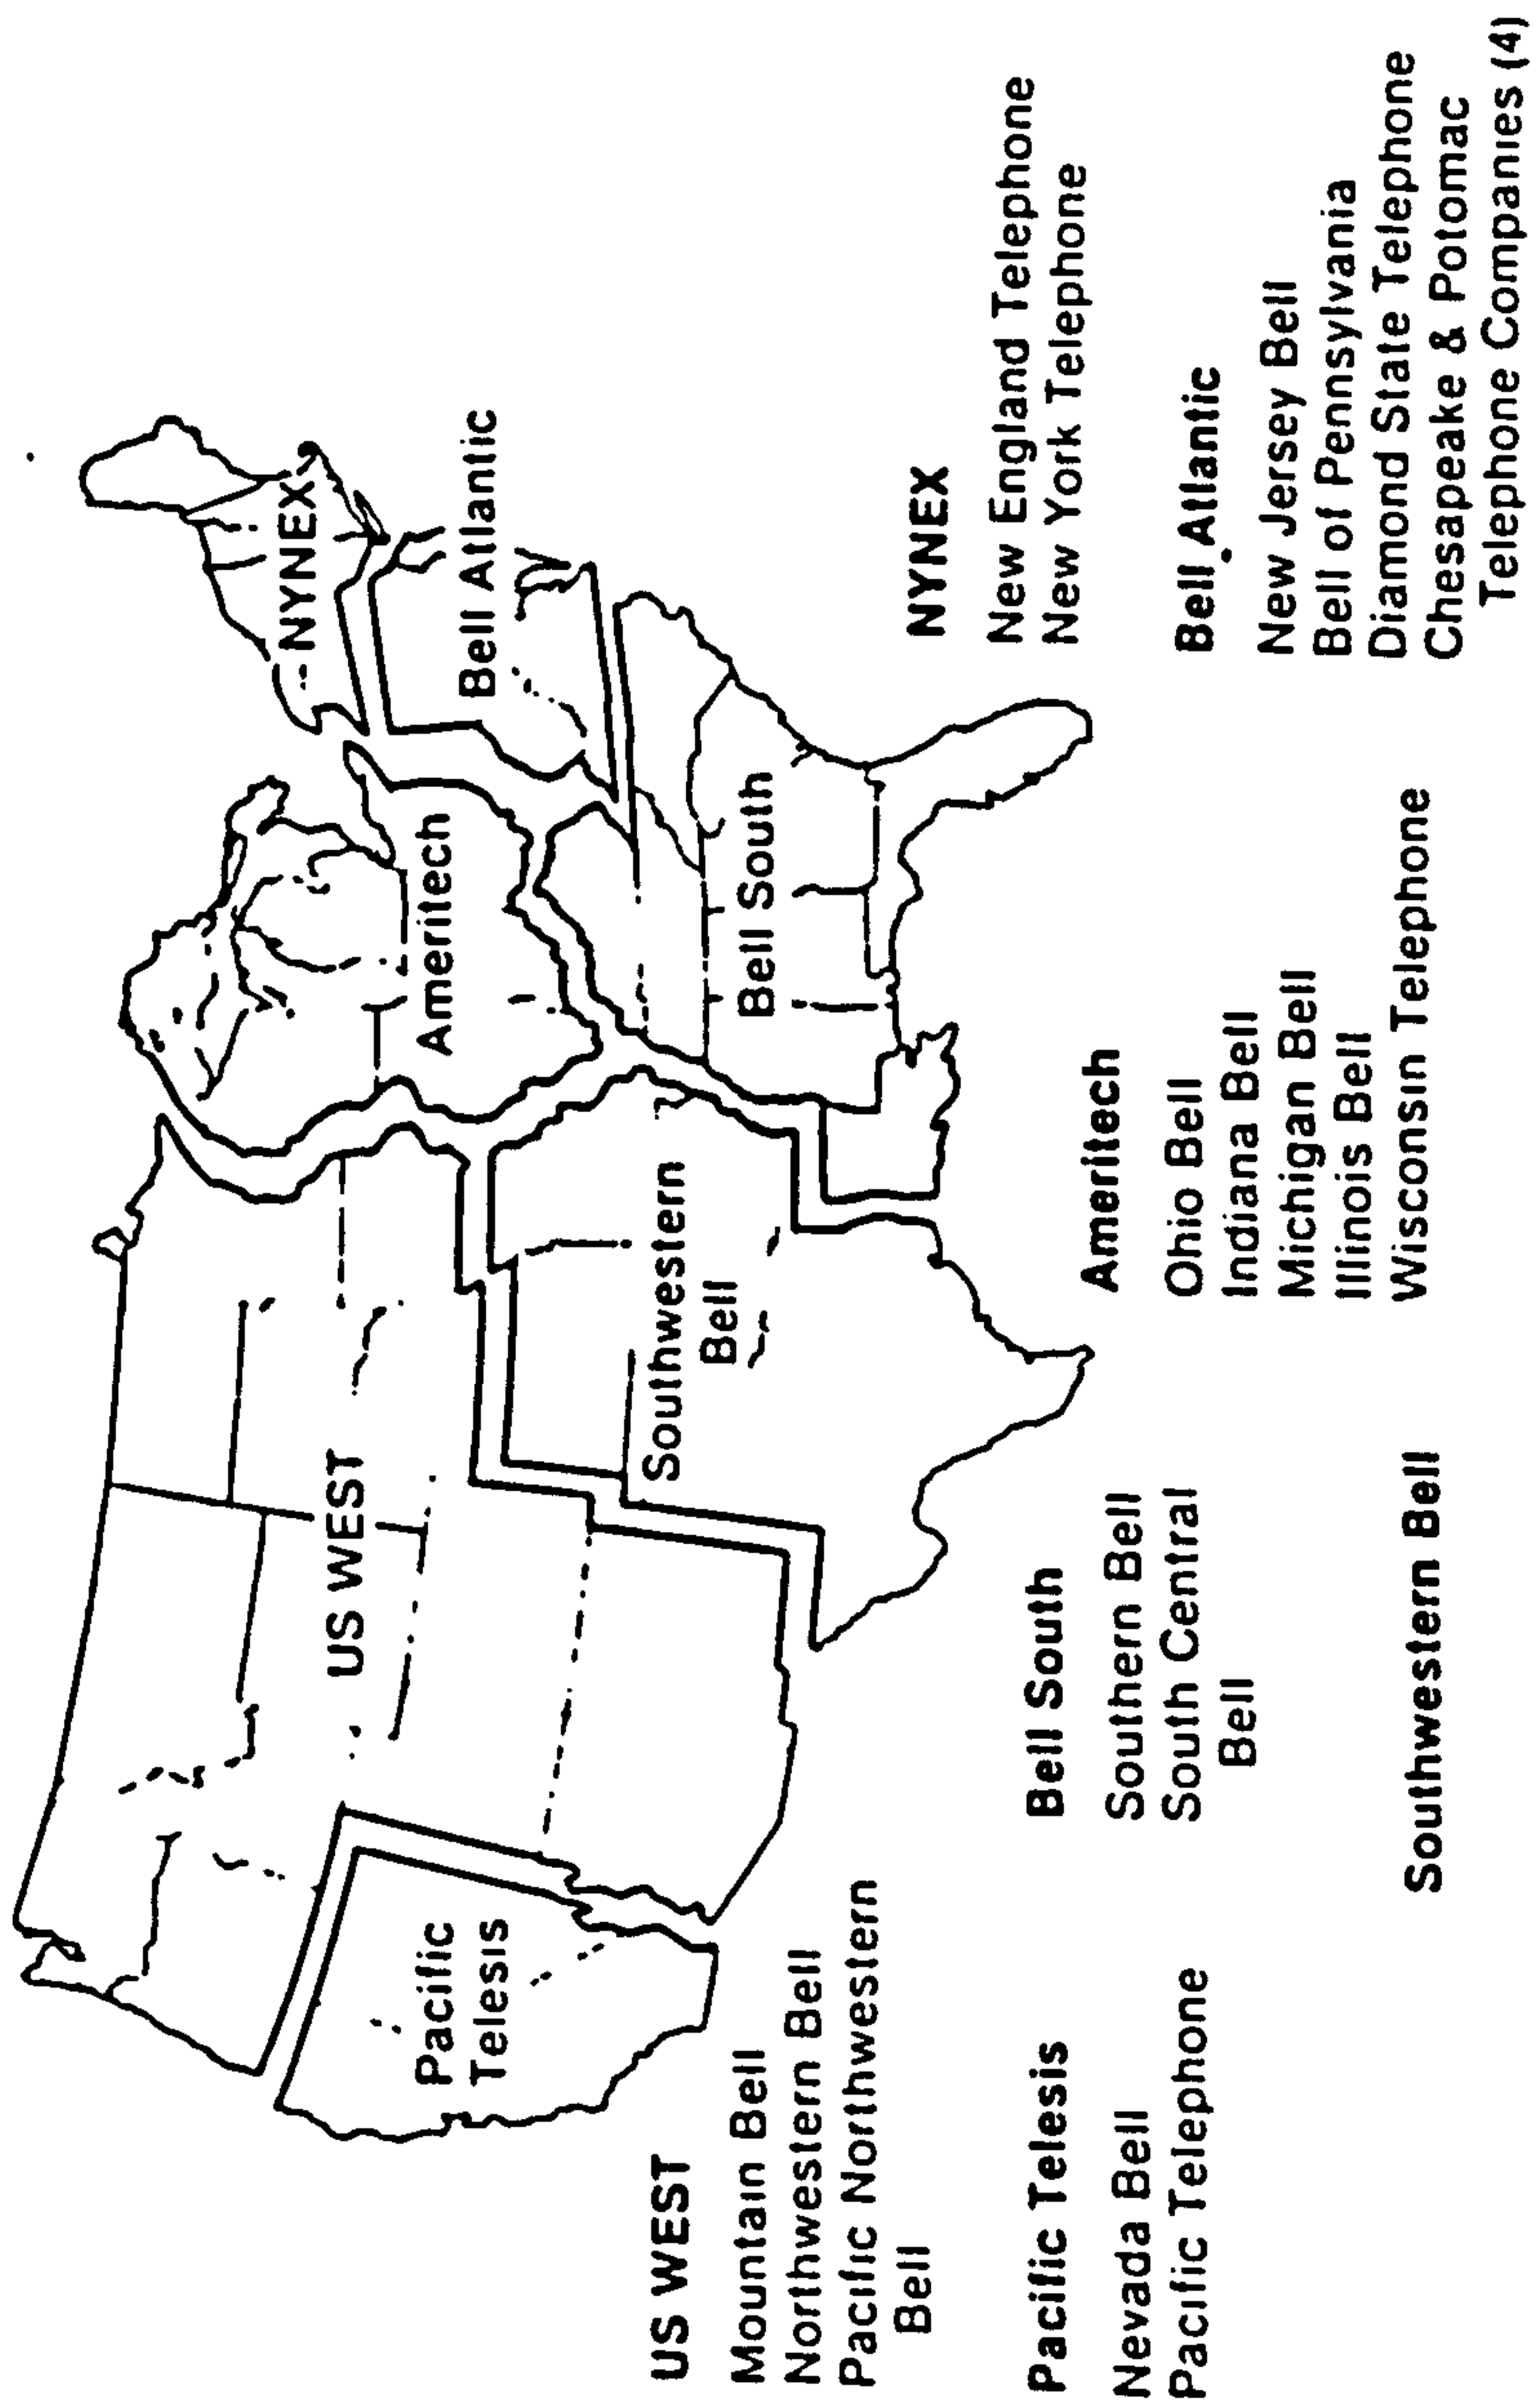 NYNEX
Bell Atlantic
Ameritech
US WEST
Bell South
Southwestern
Bell
Pacific
Telesis
US WEST
Mountain Bell
Northwestern Bell
Pacific Northwestern
Bell
Pacific Telesis
Nevada Bell
Pacific Telephone
Bell South
Southern Bell
South Central
Bell
Southwestern Bell
Ameritech
Ohio Bell
Indiana Bell
Michigan Bell
Illinois Bell
Wisconsin Telephone
NYNEX
New England Telephone
New York Telephone
Bell Atlantic
New Jersey Bell
Bell of Pennsylvania
Diamond State Telephone
Chesapeake & Potomac
Telephone Companies (4)